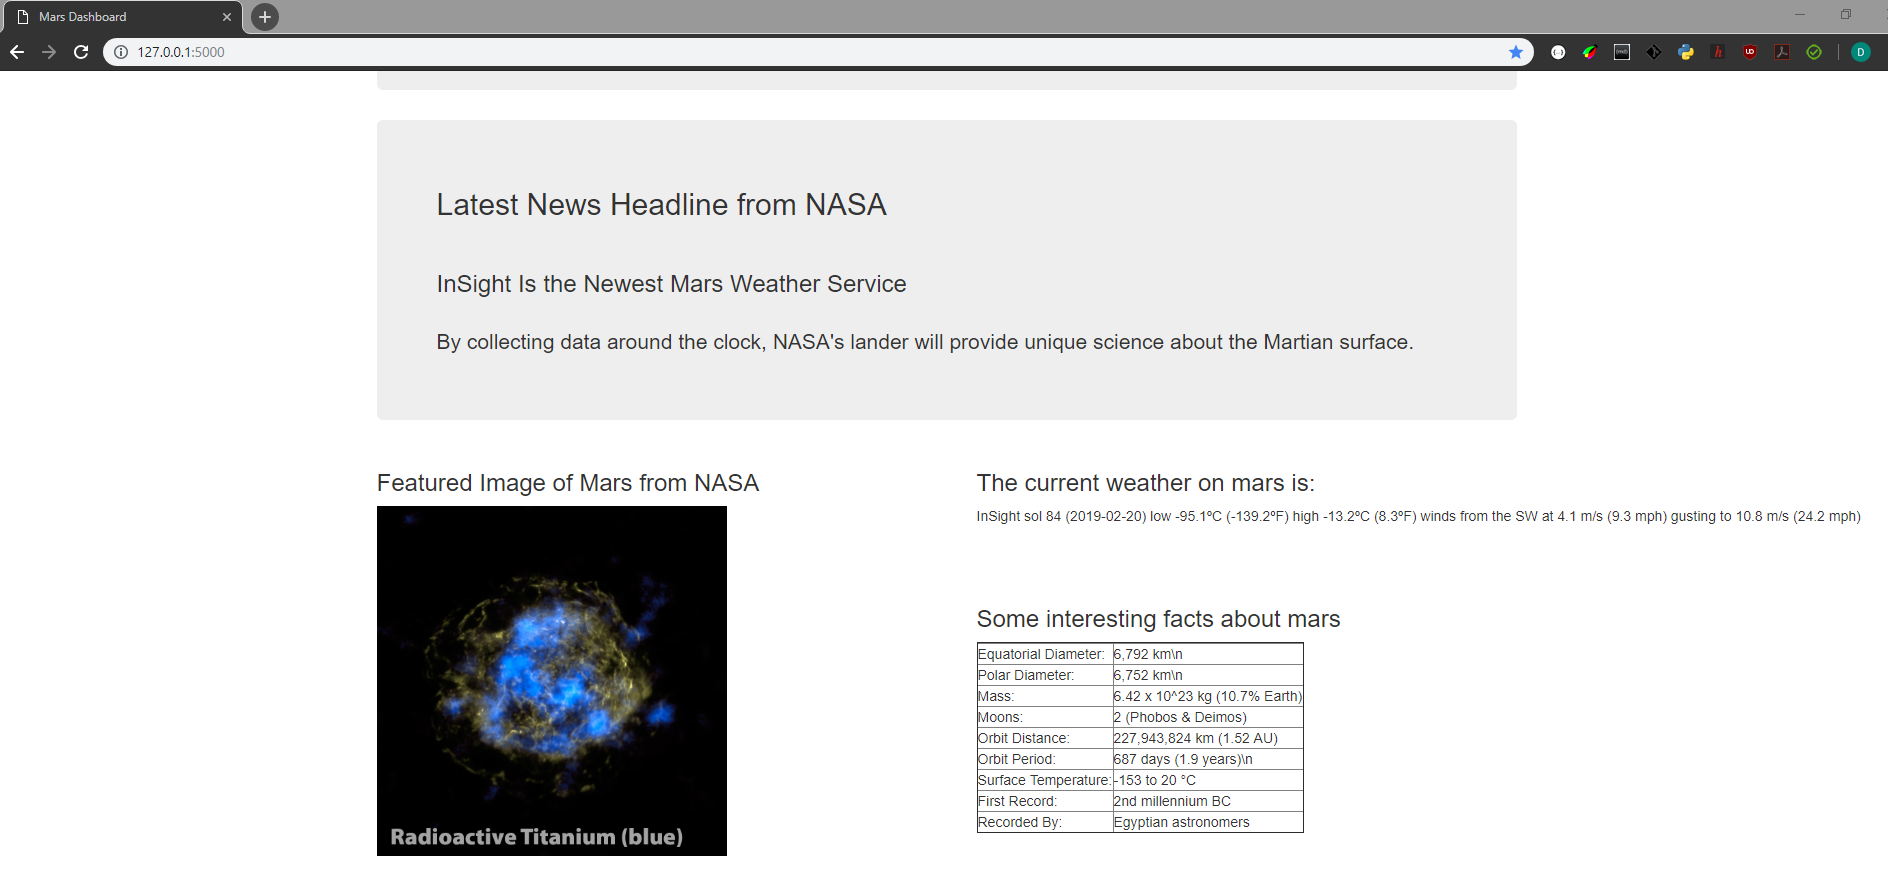 Mars Dashboard
127.0.0.1:5000
D
Latest News Headline from NASA
InSight Is the Newest Mars Weather Service
By collecting data around the clock, NASA's lander will provide unique science about the Martian surface.
Featured Image of Mars from NASA
Radioactive Titanium (blue)
The current weather on mars is:
InSight sol 84 (2019-02-20) low -95.1ºC (-139.2ºF) high -13.2ºC (8.3ºF) winds from the SW at 4.1 m/s (9.3 mph) gusting to 10.8 m/s (24.2 mph)
Some interesting facts about mars
Equatorial Diameter: 6,792 km\n
Polar Diameter: 6,752 km\n
Mass: 6.42 x 10^23 kg (10.7% Earth)
Moons: 2 (Phobos & Deimos)
Orbit Distance: 227,943,824 km (1.52 AU)
Orbit Period: 687 days (1.9 years)\n
Surface Temperature: -153 to 20 °C
First Record: 2nd millennium BC
Recorded By: Egyptian astronomers